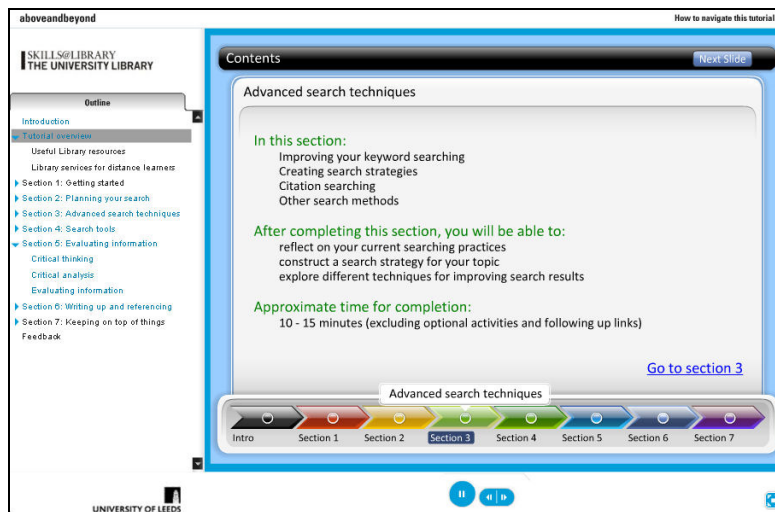 aboveandbeyond
How to navigate this tutorial
SKILLS@LIBRARY
THE UNIVERSITY LIBRARY
Outline
Introduction
Tutorial overview
Useful Library resources
Library services for distance learners
Section 1: Getting started
Section 2: Planning your search
Section 3: Advanced search techniques
Section 4: Search tools
Section 5: Evaluating information
Critical thinking
Critical analysis
Evaluating information
Section 6: Writing up and referencing
Section 7: Keeping on top of things
Feedback
Contents
Next Slide
Advanced search techniques
In this section:
Improving your keyword searching
Creating search strategies
Citation searching
Other search methods
After completing this section, you will be able to:
reflect on your current searching practices
construct a search strategy for your topic
explore different techniques for improving search results
Approximate time for completion:
10 - 15 minutes (excluding optional activities and following up links)
Go to section 3
Advanced search techniques
Intro Section 1 Section 2 Section 3 Section 4 Section 5 Section 6 Section 7
UNIVERSITY OF LEEDS